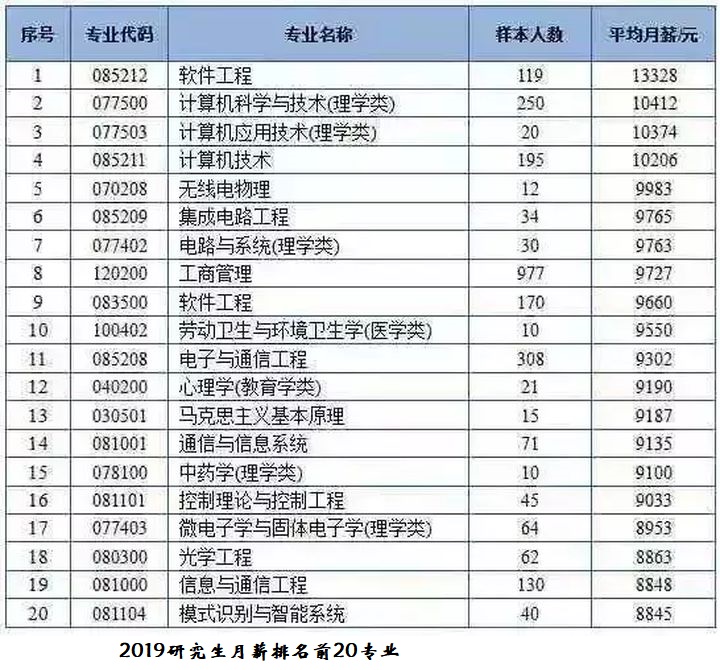 序号 专业代码 专业名称 样本人数 平均月薪/元
1 085212 软件工程 119 13328
2 077500 计算机科学与技术(理学类) 250 10412
3 077503 计算机应用技术(理学类) 20 10374
4 085211 计算机技术 195 10206
5 070208 无线电物理 12 9983
6 085209 集成电路工程 34 9765
7 077402 电路与系统(理学类) 30 9763
8 120200 工商管理 977 9727
9 083500 软件工程 170 9660
10 100402 劳动卫生与环境卫生学(医学类) 10 9550
11 085208 电子与通信工程 308 9302
12 040200 心理学(教育学类) 21 9190
13 030501 马克思主义基本原理 15 9187
14 081001 通信与信息系统 71 9135
15 078100 中药学(理学类) 10 9100
16 081101 控制理论与控制工程 45 9033
17 077403 微电子学与固体电子学(理学类) 64 8953
18 080300 光学工程 62 8863
19 081000 信息与通信工程 130 8848
20 081104 模式识别与智能系统 40 8845
2019研究生月薪排名前20专业